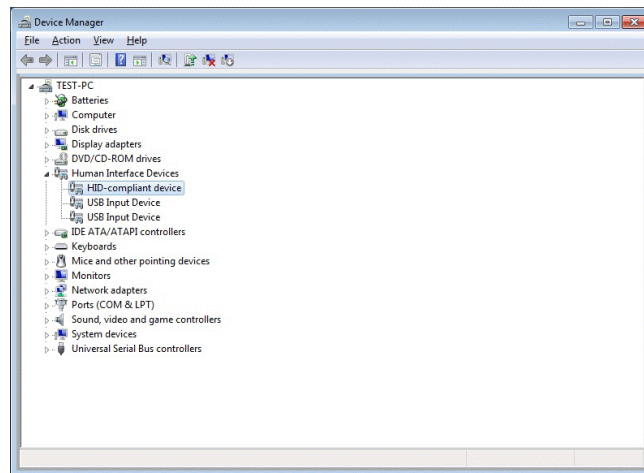 Device Manager
File Action View Help
TEST-PC
Batteries
Computer
Disk drives
Display adapters
DVD/CD-ROM drives
Human Interface Devices
HID-compliant device
USB Input Device
USB Input Device
IDE ATA/ATAPI controllers
Keyboards
Mice and other pointing devices
Monitors
Network adapters
Ports (COM & LPT)
Sound, video and game controllers
System devices
Universal Serial Bus controllers